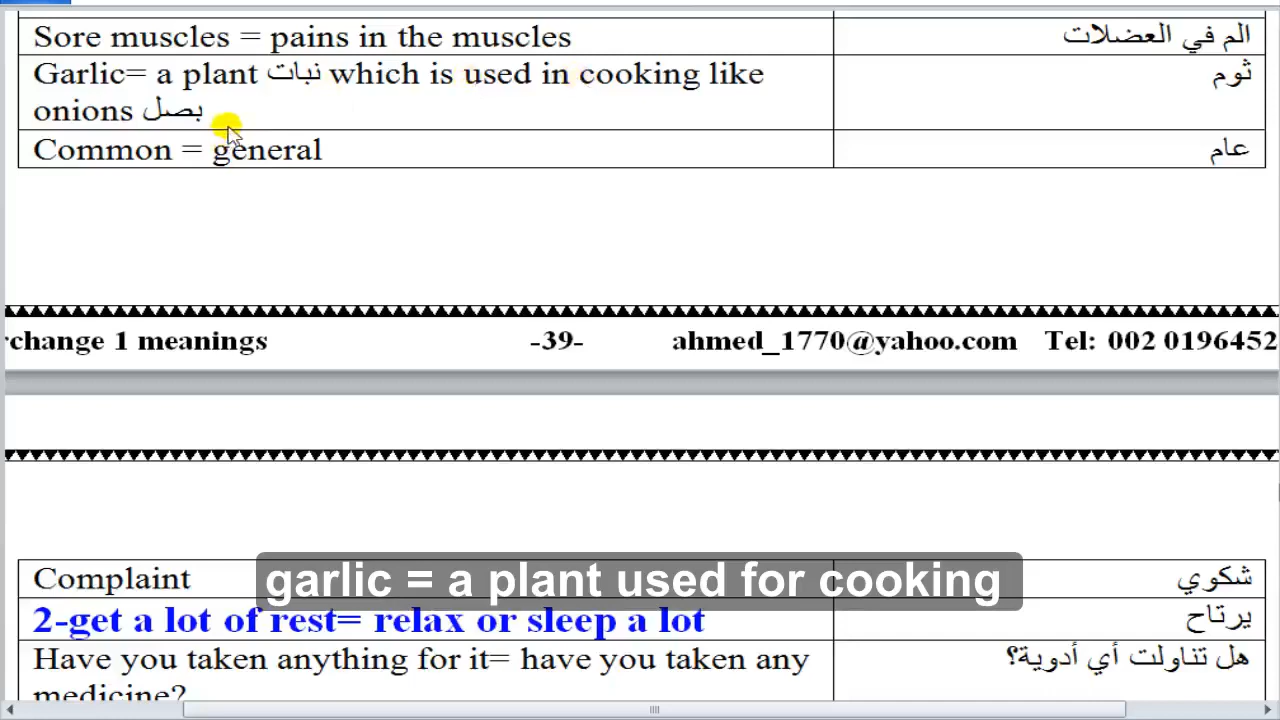 Sore muscles = pains in the muscles
الم في العضلات
Garlic= a plant نبات which is used in cooking like
onions بصل
ثوم
Common = general
عام
rchange 1 meanings
-39-
ahmed_1770@yahoo.com
Tel: 002 0196452
Complaint
شكوي
garlic = a plant used for cooking
2-get a lot of rest= relax or sleep a lot
يرتاح
Have you taken anything for it= have you taken any
medicine?
هل تناولت أي أدوية؟